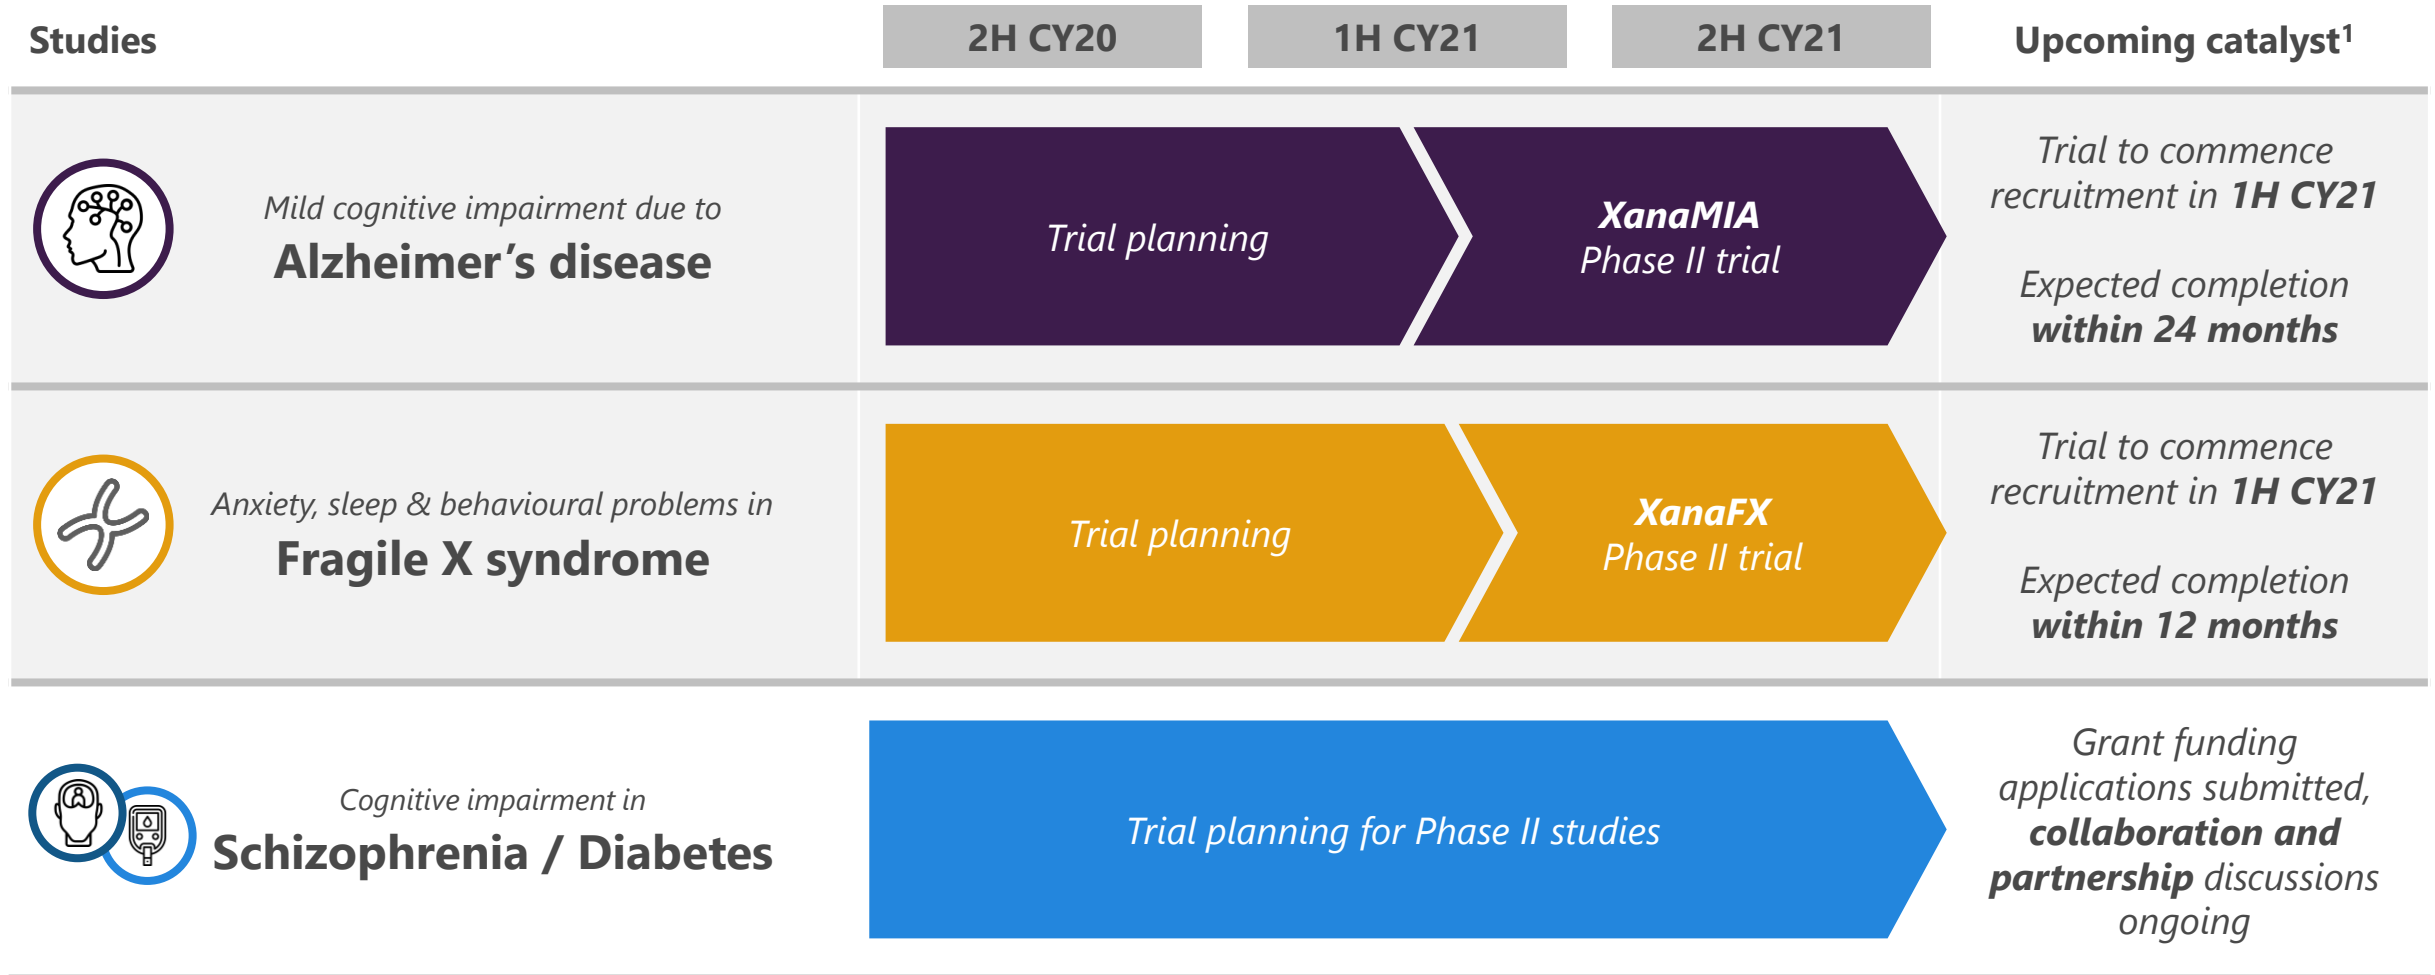 Studies
2H CY20
1H CY21
2H CY21
Upcoming catalyst¹
Mild cognitive impairment due to
Alzheimer’s disease
Trial planning
XanaMIA
Phase II trial
Trial to commence
recruitment in 1H CY21
Expected completion
within 24 months
Anxiety, sleep & behavioural problems in
Fragile X syndrome
Trial planning
XanaFX
Phase II trial
Trial to commence
recruitment in 1H CY21
Expected completion
within 12 months
Cognitive impairment in
Schizophrenia / Diabetes
Trial planning for Phase II studies
Grant funding
applications submitted,
collaboration and
partnership discussions
ongoing